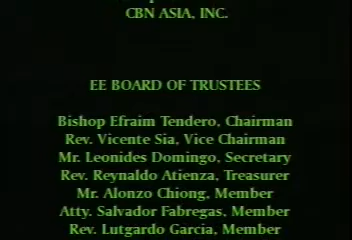 CBN ASIA, INC.
EE BOARD OF TRUSTEES
Bishop Efraim Tendero, Chairman
Rev. Vicente Sia, Vice Chairman
Mr. Leonides Domingo, Secretary
Rev. Reynaldo Atienza, Treasurer
Mr. Alonzo Chiong, Member
Atty. Salvador Fabregas, Member
Rev. Lutgardo Garcia, Member